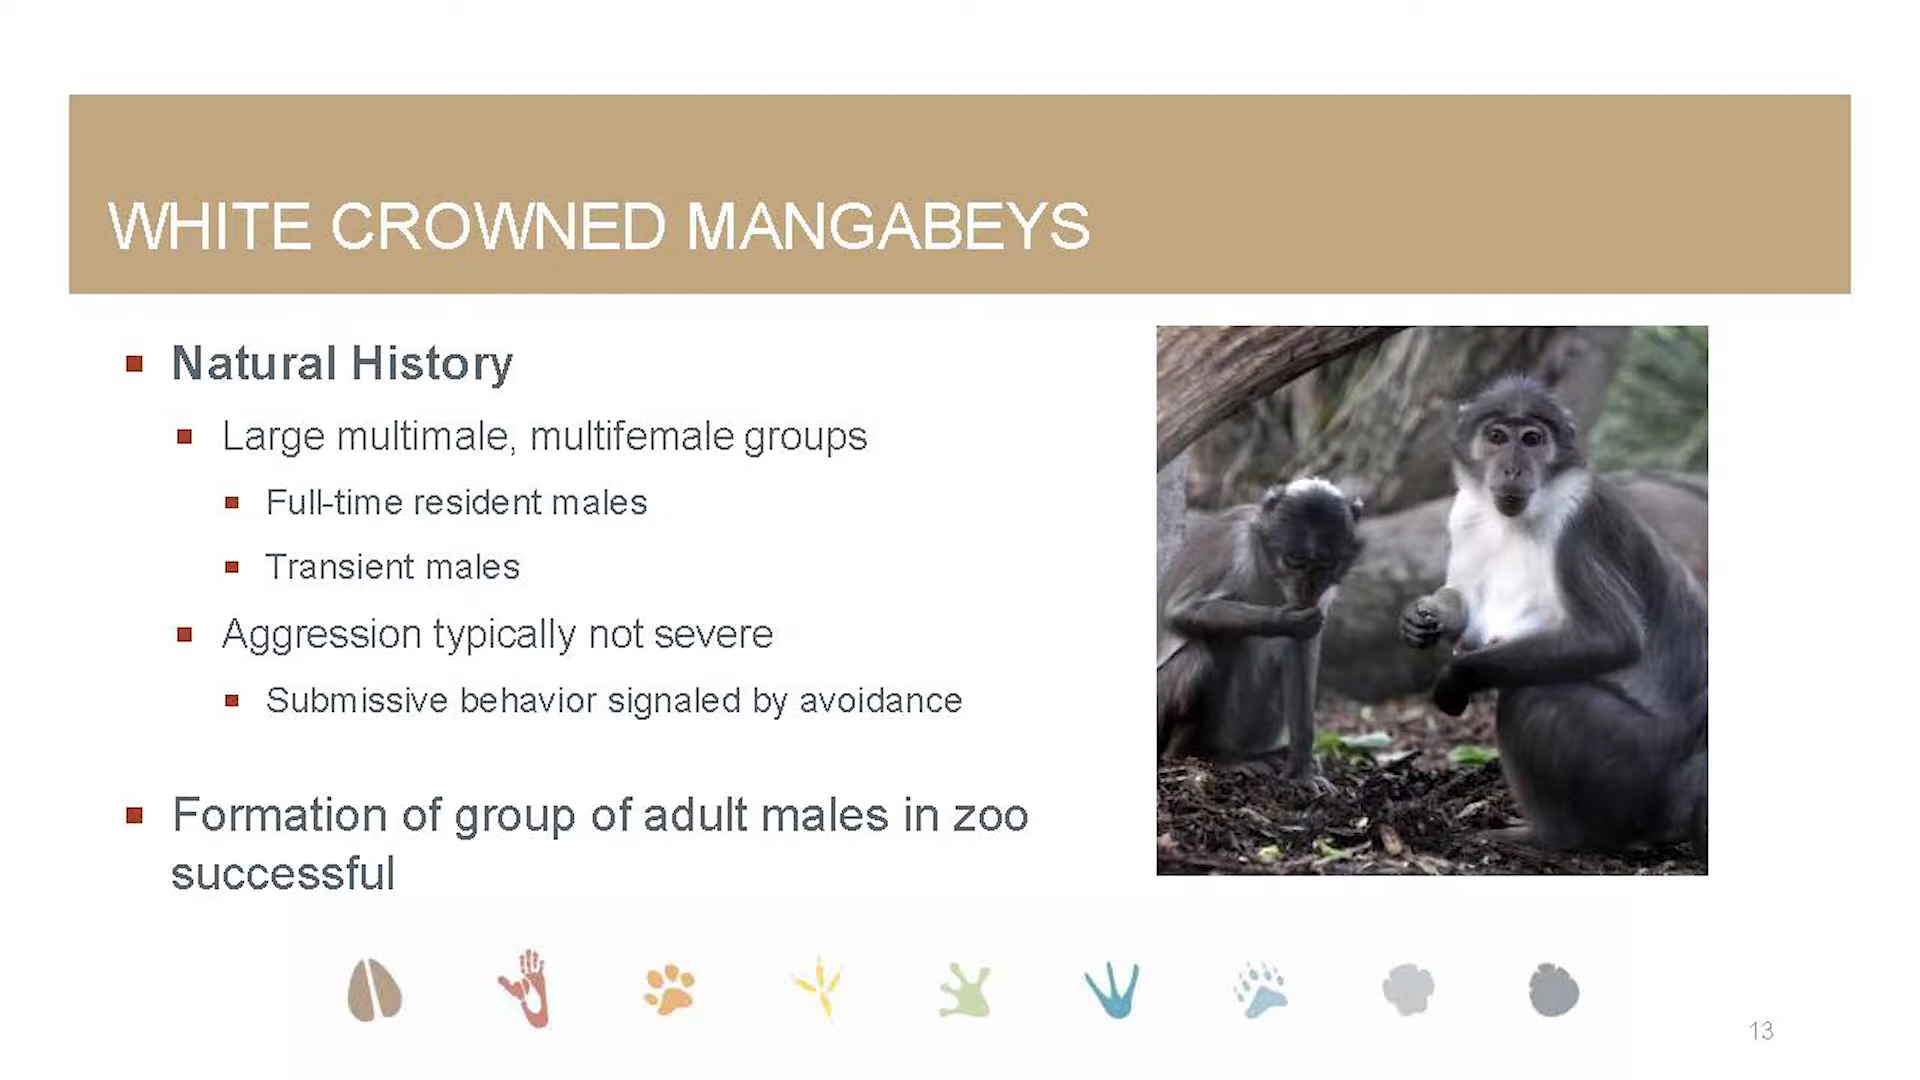 WHITE CROWNED MANGABEYS
Natural History
Large multimale, multifemale groups
Full-time resident males
Transient males
Aggression typically not severe
Submissive behavior signaled by avoidance
Formation of group of adult males in zoo
successful
13